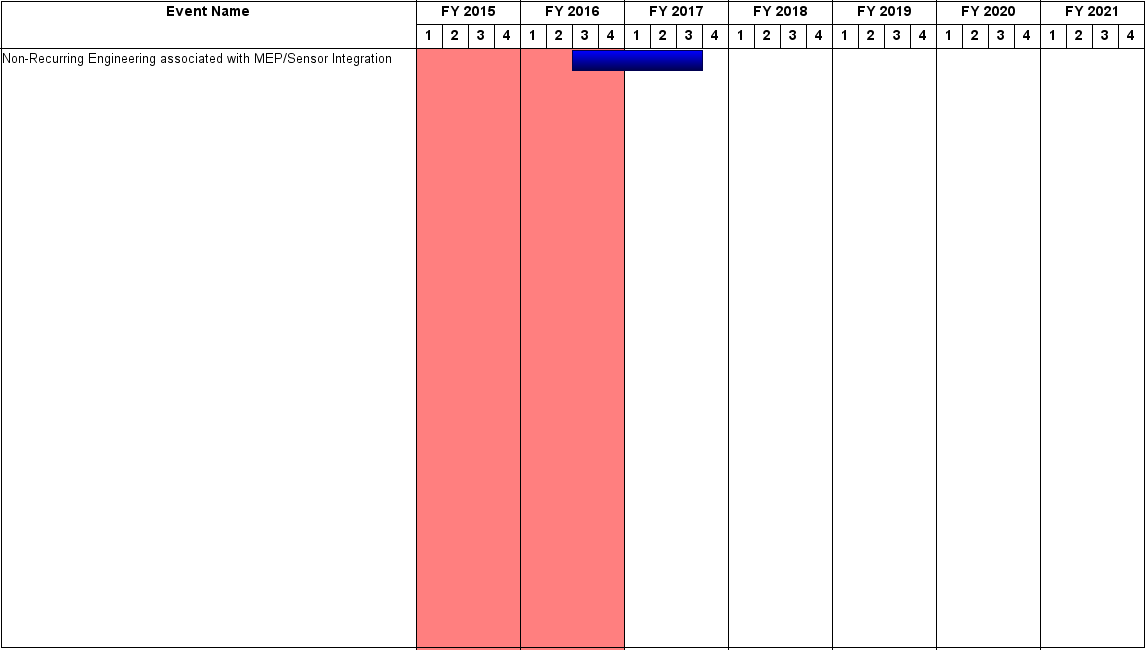 Event Name FY 2015 FY 2016 FY 2017 FY 2018 FY 2019 FY 2020 FY 2021
1 2 3 4 1 2 3 4 1 2 3 4 1 2 3 4 1 2 3 4 1 2 3 4 1 2 3 4
Non-Recurring Engineering associated with MEP/Sensor Integration